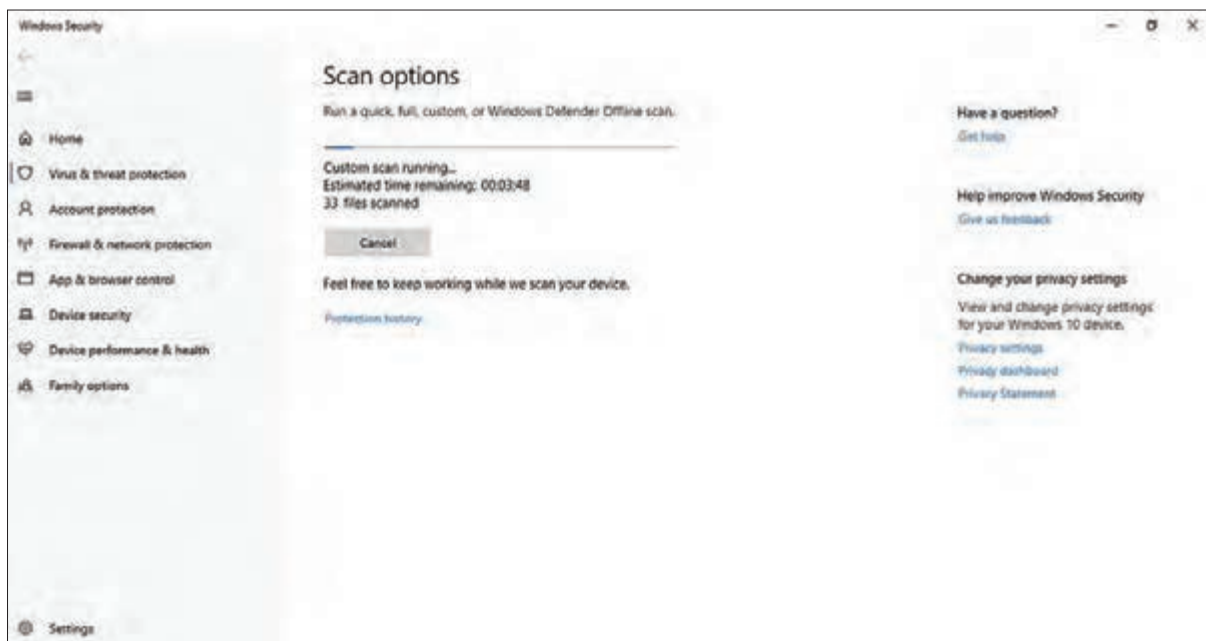 Windows Security
Home
Virus & threat protection
Account protection
Firewall & network protection
App & browser control
Device security
Device performance & health
Family options
Settings
Scan options
Run a quick, full, custom, or Windows Defender Offline scan.
Custom scan running...
Estimated time remaining: 00:03:48
33 files scanned
Cancel
Feel free to keep working while we scan your device.
Protection history
Have a question?
Get help
Help improve Windows Security
Give us feedback
Change your privacy settings
View and change privacy settings
for your Windows 10 device.
Privacy settings
Privacy dashboard
Privacy Statement